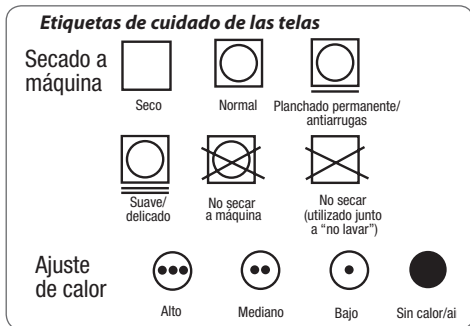 Etiquetas de cuidado de las telas
Secado a
máquina
Seco
Normal
Planchado permanente/
antiarrugas
Suave/
delicado
No secar
a máquina
No secar
(utilizado junto
a “no lavar”)
Ajuste
de calor
Alto
Mediano
Bajo
Sin calor/ai